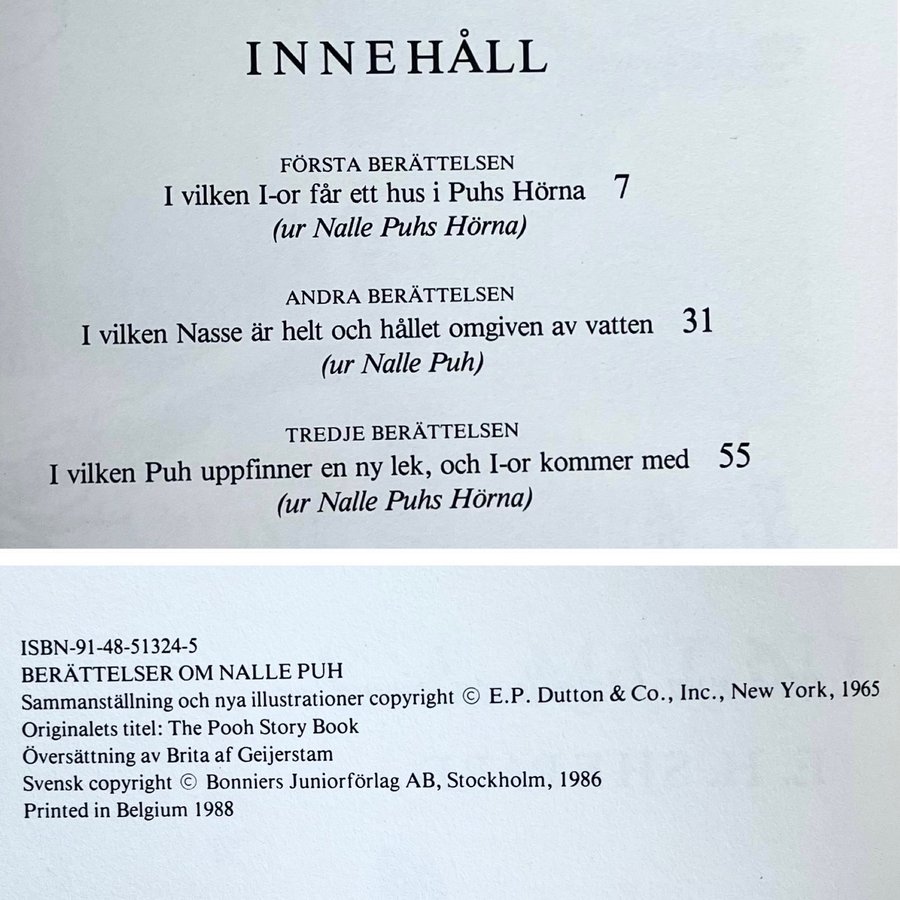 INNEHÅLL
FÖRSTA BERÄTTELSEN
I vilken I-or får ett hus i Puhs Hörna 7
(ur Nalle Puhs Hörna)
ANDRA BERÄTTELSEN
I vilken Nasse är helt och hållet omgiven av vatten 31
(ur Nalle Puh)
TREDJE BERÄTTELSEN
I vilken Puh uppfinner en ny lek, och I-or kommer med 55
(ur Nalle Puhs Hörna)
ISBN-91-48-51324-5
BERÄTTELSER OM NALLE PUH
Sammanställning och nya illustrationer copyright © E.P. Dutton & Co., Inc., New York, 1965
Originalets titel: The Pooh Story Book
Översättning av Brita af Geijerstam
Svensk copyright © Bonniers Juniorförlag AB, Stockholm, 1986
Printed in Belgium 1988